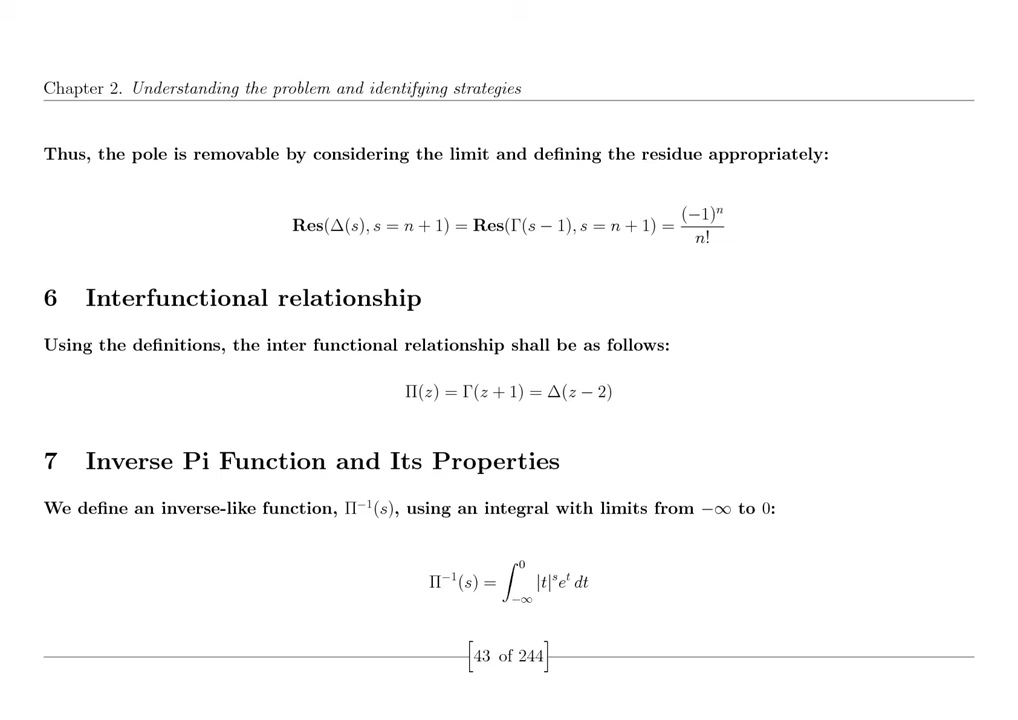 Chapter 2. Understanding the problem and identifying strategies
Thus, the pole is removable by considering the limit and defining the residue appropriately:
Res(Δ(s), s = n + 1) = Res(Γ(s − 1), s = n + 1) = (−1)ⁿ / n!
6 Interfunctional relationship
Using the definitions, the inter functional relationship shall be as follows:
Π(z) = Γ(z + 1) = Δ(z − 2)
7 Inverse Pi Function and Its Properties
We define an inverse-like function, Π⁻¹(s), using an integral with limits from −∞ to 0:
Π⁻¹(s) = ∫_{−∞}^{0} |t|ˢeᵗ dt
[43 of 244]